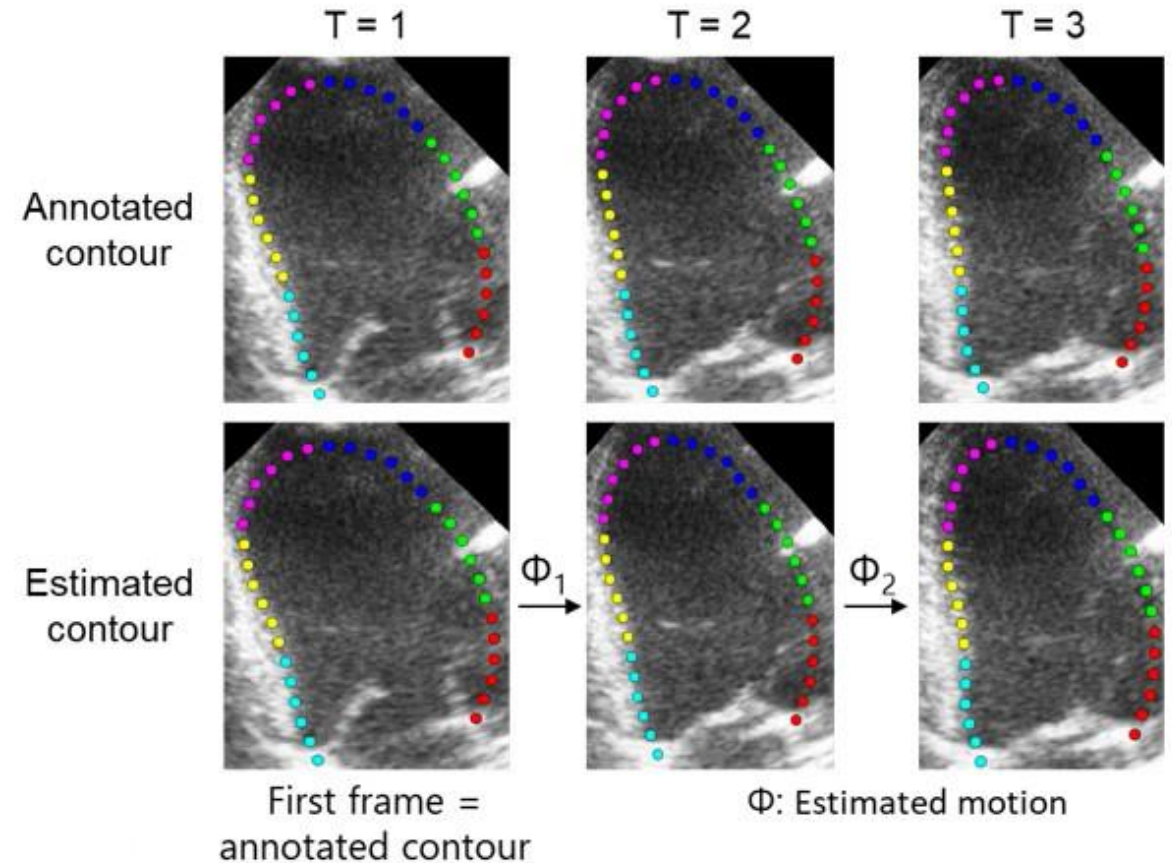 T = 1
T = 2
T = 3
Annotated
contour
Estimated
contour
Φ1
Φ2
First frame =
annotated contour
Φ: Estimated motion